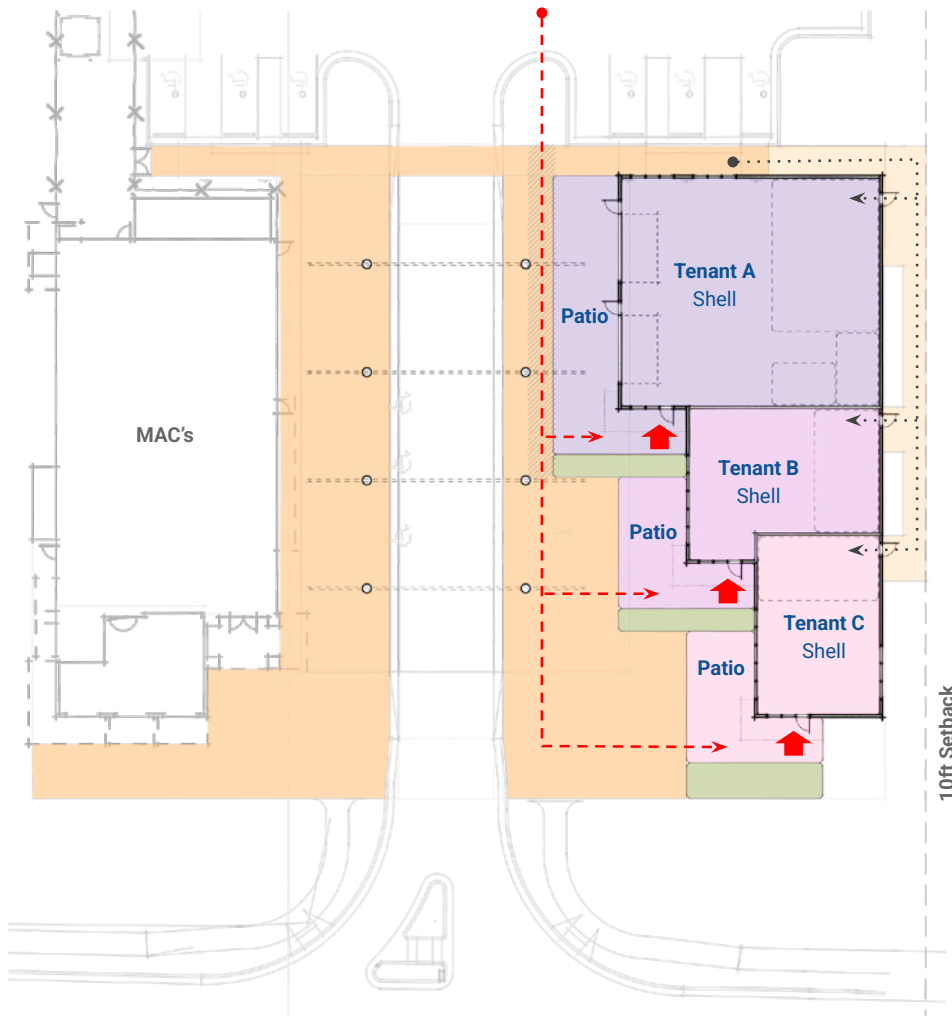 Tenant A
Shell
Patio
MAC’s
Tenant B
Shell
Patio
Tenant C
Shell
Patio
10ft Setback